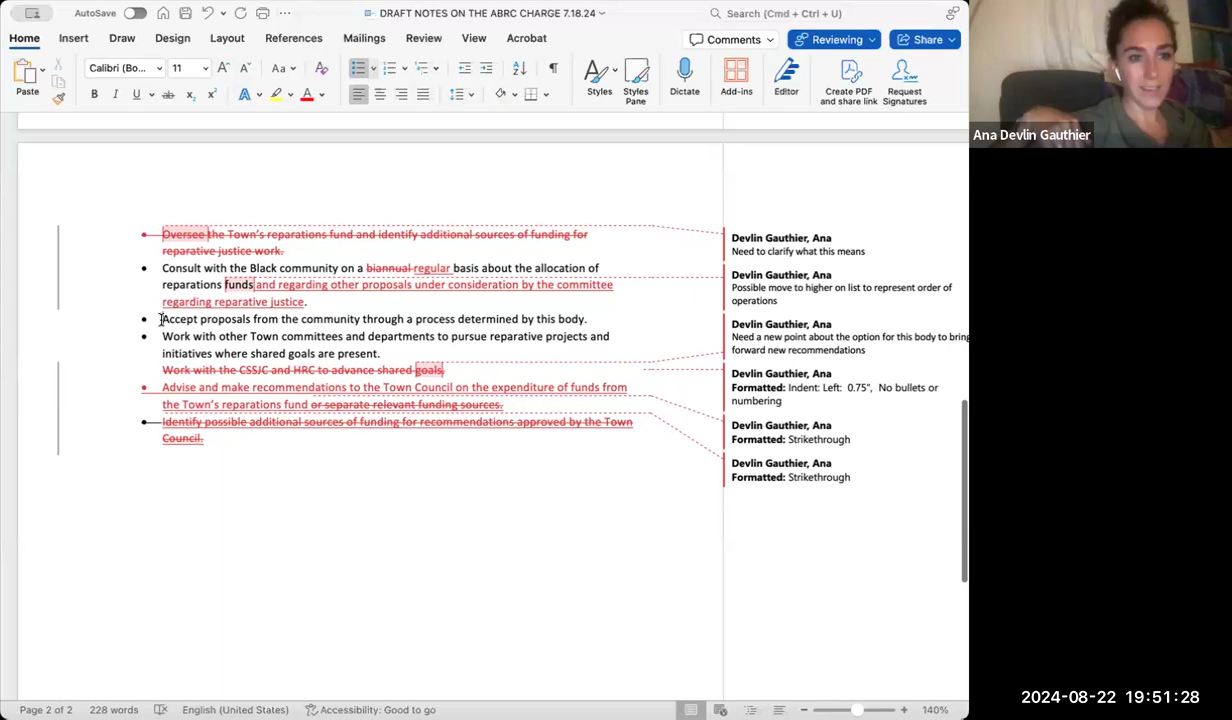 AutoSave
DRAFT NOTES ON THE ABRC CHARGE 7.18.24
Search (Cmd + Ctrl + U)
Home Insert Draw Design Layout References Mailings Review View Acrobat
Comments Reviewing Share
Paste
Calibri (Bo... 11
Styles
Styles Pane
Dictate
Add-ins
Editor
Create PDF and share link
Request Signatures
Oversee the Town's reparations fund and identify additional sources of funding for
reparative justice work.
Consult with the Black community on a biannual regular basis about the allocation of
reparations funds and regarding other proposals under consideration by the committee
regarding reparative justice.
Accept proposals from the community through a process determined by this body.
Work with other Town committees and departments to pursue reparative projects and
initiatives where shared goals are present.
Work with the CSSJC and HRC to advance shared goals.
Advise and make recommendations to the Town Council on the expenditure of funds from
the Town's reparations fund or separate relevant funding sources.
Identify possible additional sources of funding for recommendations approved by the Town
Council.
Devlin Gauthier, Ana
Need to clarify what this means
Devlin Gauthier, Ana
Possible move to higher on list to represent order of
operations
Devlin Gauthier, Ana
Need a new point about the option for this body to bring
forward new recommendations
Devlin Gauthier, Ana
Formatted: Indent: Left: 0.75", No bullets or
numbering
Devlin Gauthier, Ana
Formatted: Strikethrough
Devlin Gauthier, Ana
Formatted: Strikethrough
Page 2 of 2 228 words English (United States) Accessibility: Good to go 140%
Ana Devlin Gauthier
2024-08-22 19:51:28